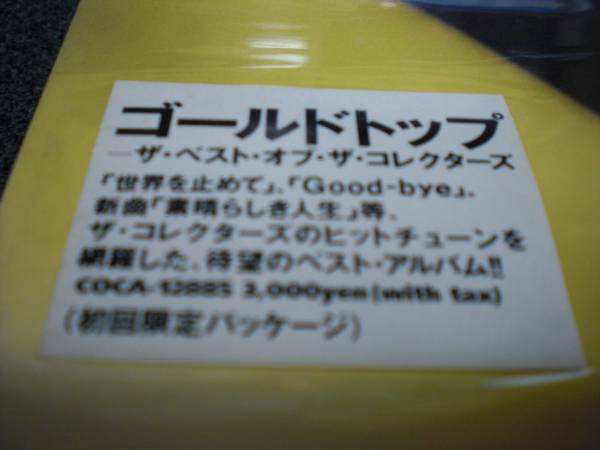 ゴールドトップ
―ザ・ベスト・オブ・ザ・コレクターズ
「世界を止めて」、「Good-bye」、
新曲「素晴らしき人生」等、
ザ・コレクターズのヒットチューンを
網羅した、待望のベスト・アルバム!!
COCA-12885 3,000yen(with tax)
(初回限定パッケージ)